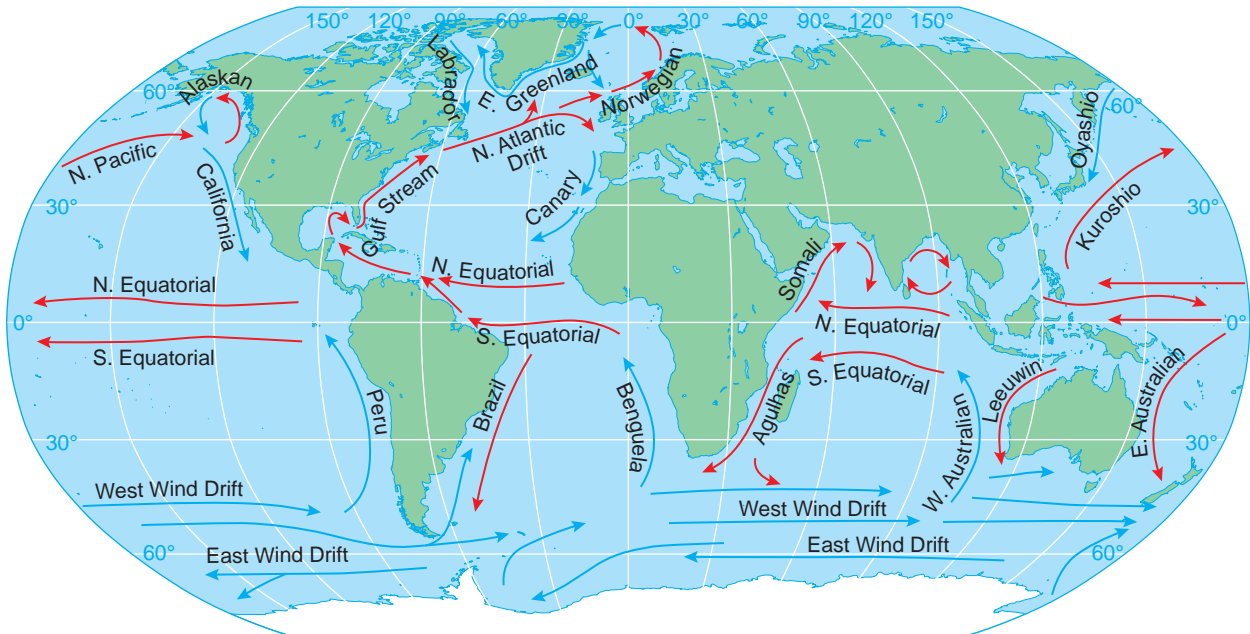 150° 120° 90° 60° 30° 0° 30° 60° 90° 120° 150°
Labrador
Alaskan
E. Greenland
Norwegian
60°
60°
Oyashio
N. Pacific
N. Atlantic
Drift
California
Canary
Gulf Stream
30°
30°
Kuroshio
Somali
N. Equatorial
N. Equatorial
0°
0°
S. Equatorial
N. Equatorial
S. Equatorial
S. Equatorial
Leeuwin
E. Australian
Peru
Brazil
Benguela
Agulhas
W. Australian
30°
30°
West Wind Drift
West Wind Drift
East Wind Drift
East Wind Drift
60°
60°